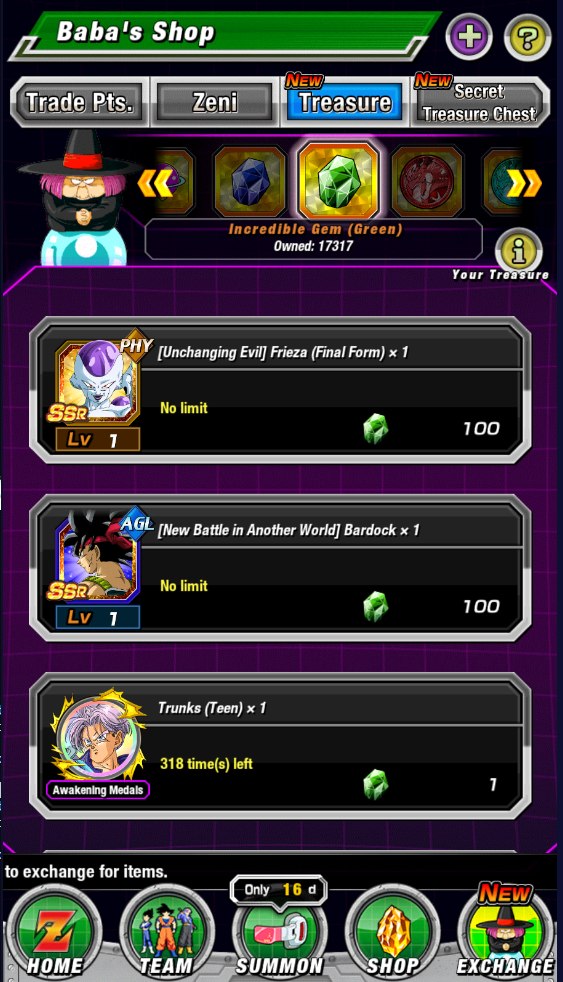 Baba's Shop
?
Trade Pts.
Zeni
NEW
Treasure
NEW
Secret
Treasure Chest
Incredible Gem (Green)
Owned: 17317
i
Your Treasure
PHY
[Unchanging Evil] Frieza (Final Form) × 1
No limit
SSR
Lv 1
100
AGL
[New Battle in Another World] Bardock × 1
No limit
SSR
Lv 1
100
Trunks (Teen) × 1
318 time(s) left
Awakening Medals
1
to exchange for items.
Only 16 d
NEW
Z
HOME
TEAM
SUMMON
SHOP
EXCHANGE